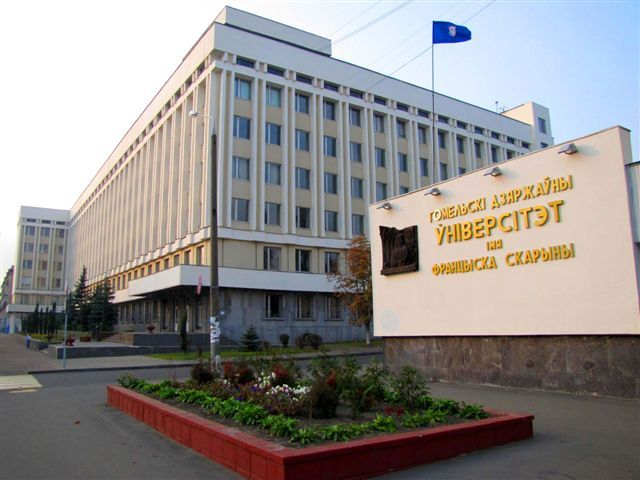 ГОМЕЛЬСКІ ДЗЯРЖАЎНЫ
ЎНІВЕРСІТЭТ
ІМЯ
ФРАНЦЫСКА СКАРЫНЫ